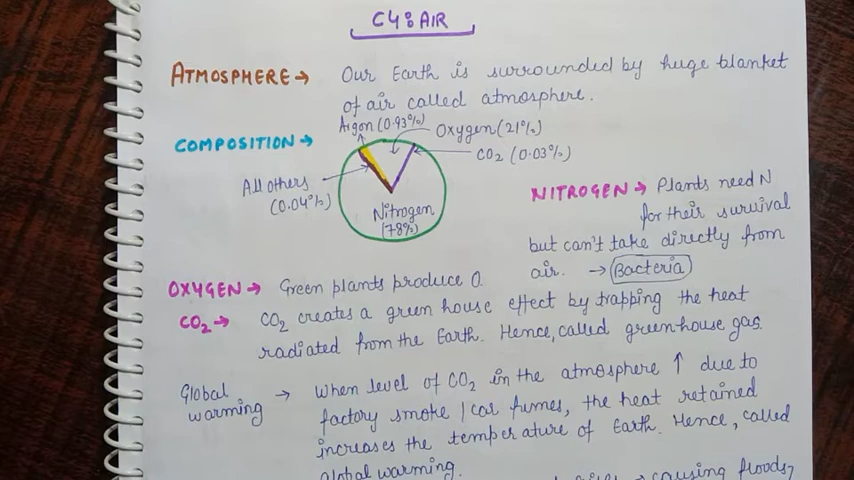 C4: AIR
ATMOSPHERE → Our Earth is surrounded by huge blanket
of air called atmosphere.
COMPOSITION →
Argon (0.93%)
Oxygen (21%)
CO₂ (0.03%)
All others
(0.04%)
Nitrogen
(78%)
NITROGEN → Plants need N
for their survival
but can't take directly from
air. → Bacteria
OXYGEN → Green plants produce O
CO₂ → CO₂ creates a green house effect by trapping the heat
radiated from the Earth. Hence, called greenhouse gas.
Global
warming → When level of CO₂ in the atmosphere ↑ due to
factory smoke / car fumes, the heat retained
increases the temperature of Earth. Hence, called
global warming.
→ causing floods,